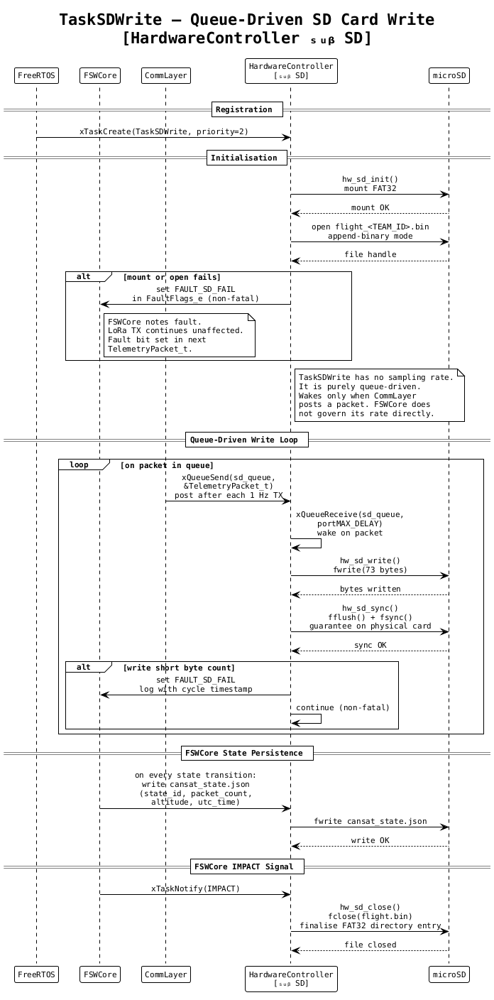 TaskSDWrite — Queue-Driven SD Card Write
[HardwareController ₛᵤᵦ SD]
FreeRTOS
FSWCore
CommLayer
HardwareController
[ₛᵤᵦ SD]
microSD
Registration
xTaskCreate(TaskSDWrite, priority=2)
Initialisation
hw_sd_init()
mount FAT32
mount OK
open flight_<TEAM_ID>.bin
append-binary mode
file handle
alt [mount or open fails]
set FAULT_SD_FAIL
in FaultFlags_e (non-fatal)
FSWCore notes fault.
LoRa TX continues unaffected.
Fault bit set in next
TelemetryPacket_t.
TaskSDWrite has no sampling rate.
It is purely queue-driven.
Wakes only when CommLayer
posts a packet. FSWCore does
not govern its rate directly.
Queue-Driven Write Loop
loop [on packet in queue]
xQueueSend(sd_queue,
&TelemetryPacket_t)
post after each 1 Hz TX
xQueueReceive(sd_queue,
portMAX_DELAY)
wake on packet
hw_sd_write()
fwrite(73 bytes)
bytes written
hw_sd_sync()
fflush() + fsync()
guarantee on physical card
sync OK
alt [write short byte count]
set FAULT_SD_FAIL
log with cycle timestamp
continue (non-fatal)
FSWCore State Persistence
on every state transition:
write cansat_state.json
(state_id, packet_count,
altitude, utc_time)
fwrite cansat_state.json
write OK
FSWCore IMPACT Signal
xTaskNotify(IMPACT)
hw_sd_close()
fclose(flight.bin)
finalise FAT32 directory entry
file closed
FreeRTOS
FSWCore
CommLayer
HardwareController
[ₛᵤᵦ SD]
microSD